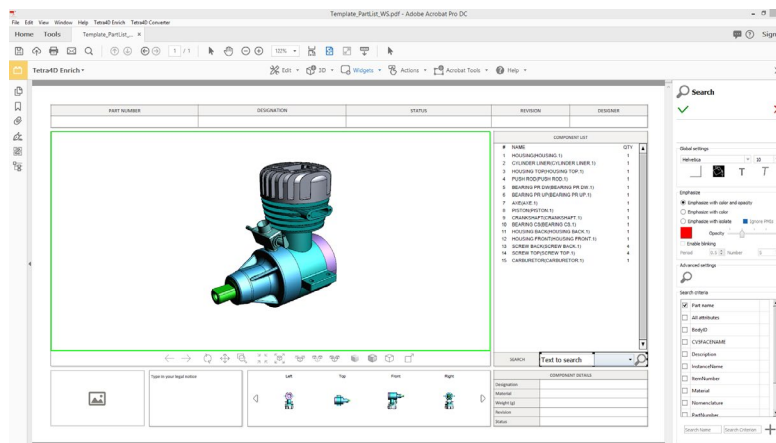 Template_PartList_WS.pdf - Adobe Acrobat Pro DC
File Edit View Window Help Tetra4D Enrich Tetra4D Converter
Home Tools Template_PartList_... × Sign
1 / 1 122%
Tetra4D Enrich Edit 3D Widgets Actions Acrobat Tools Help
Search
PART NUMBER DESIGNATION STATUS REVISION DESIGNER
COMPONENT LIST
# NAME QTY
1 HOUSING(HOUSING.1) 1
2 CYLINDER LINER(CYLINDER LINER.1) 1
3 HOUSING TOP(HOUSING TOP.1) 1
4 PUSH ROD(PUSH ROD.1) 1
5 BEARING PR DW(BEARING PR DW.1) 1
6 BEARING PR UP(BEARING PR UP.1) 1
7 AXE(AXE.1) 1
8 PISTON(PISTON.1) 1
9 CRANKSHAFT(CRANKSHAFT.1) 1
10 BEARING CS(BEARING CS.1) 1
11 HOUSING BACK(HOUSING BACK.1) 1
12 HOUSING FRONT(HOUSING FRONT.1) 1
13 SCREW BACK(SCREW BACK.1) 4
14 SCREW TOP(SCREW TOP.1) 4
15 CARBURETOR(CARBURETOR.1) 1
SEARCH Text to search
Type in your legal notice
Left Top Front Right
COMPONENT DETAILS
Designation
Material
Weight (g)
Revision
Status
Global settings
Helvetica 10
T T
Emphasize
Emphasize with color and opacity
Emphasize with color
Emphasize with isolate Ignore PMIs
Opacity
Enable blinking
Period 0.5 Number 5
Advanced settings
Search criteria
Part name
All attributes
BodyID
CV5FACENAME
Description
InstanceName
ItemNumber
Material
Nomenclature
PartNumber
Search Name Search Criterion